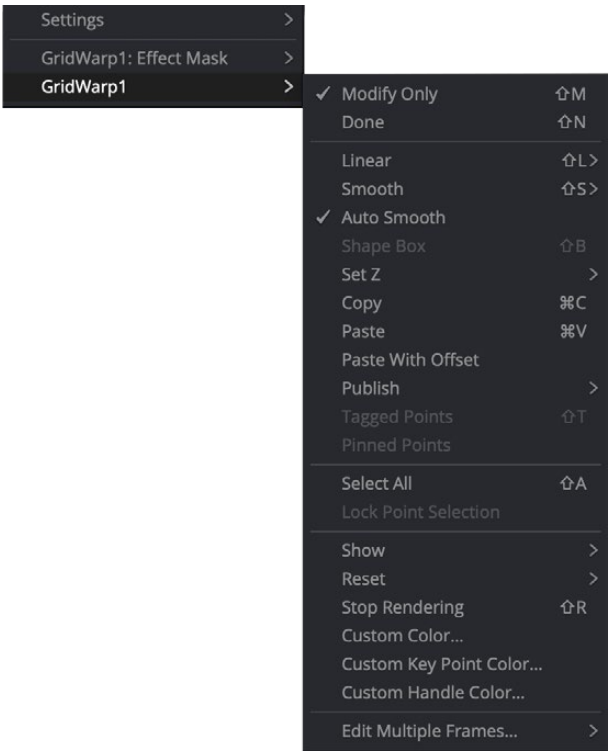 Settings >
GridWarp1: Effect Mask >
GridWarp1 >
✓ Modify Only ⇧M
Done ⇧N
Linear ⇧L>
Smooth ⇧S>
✓ Auto Smooth
Shape Box ⇧B
Set Z >
Copy ⌘C
Paste ⌘V
Paste With Offset
Publish >
Tagged Points ⇧T
Pinned Points
Select All ⇧A
Lock Point Selection
Show >
Reset >
Stop Rendering ⇧R
Custom Color...
Custom Key Point Color...
Custom Handle Color...
Edit Multiple Frames... >